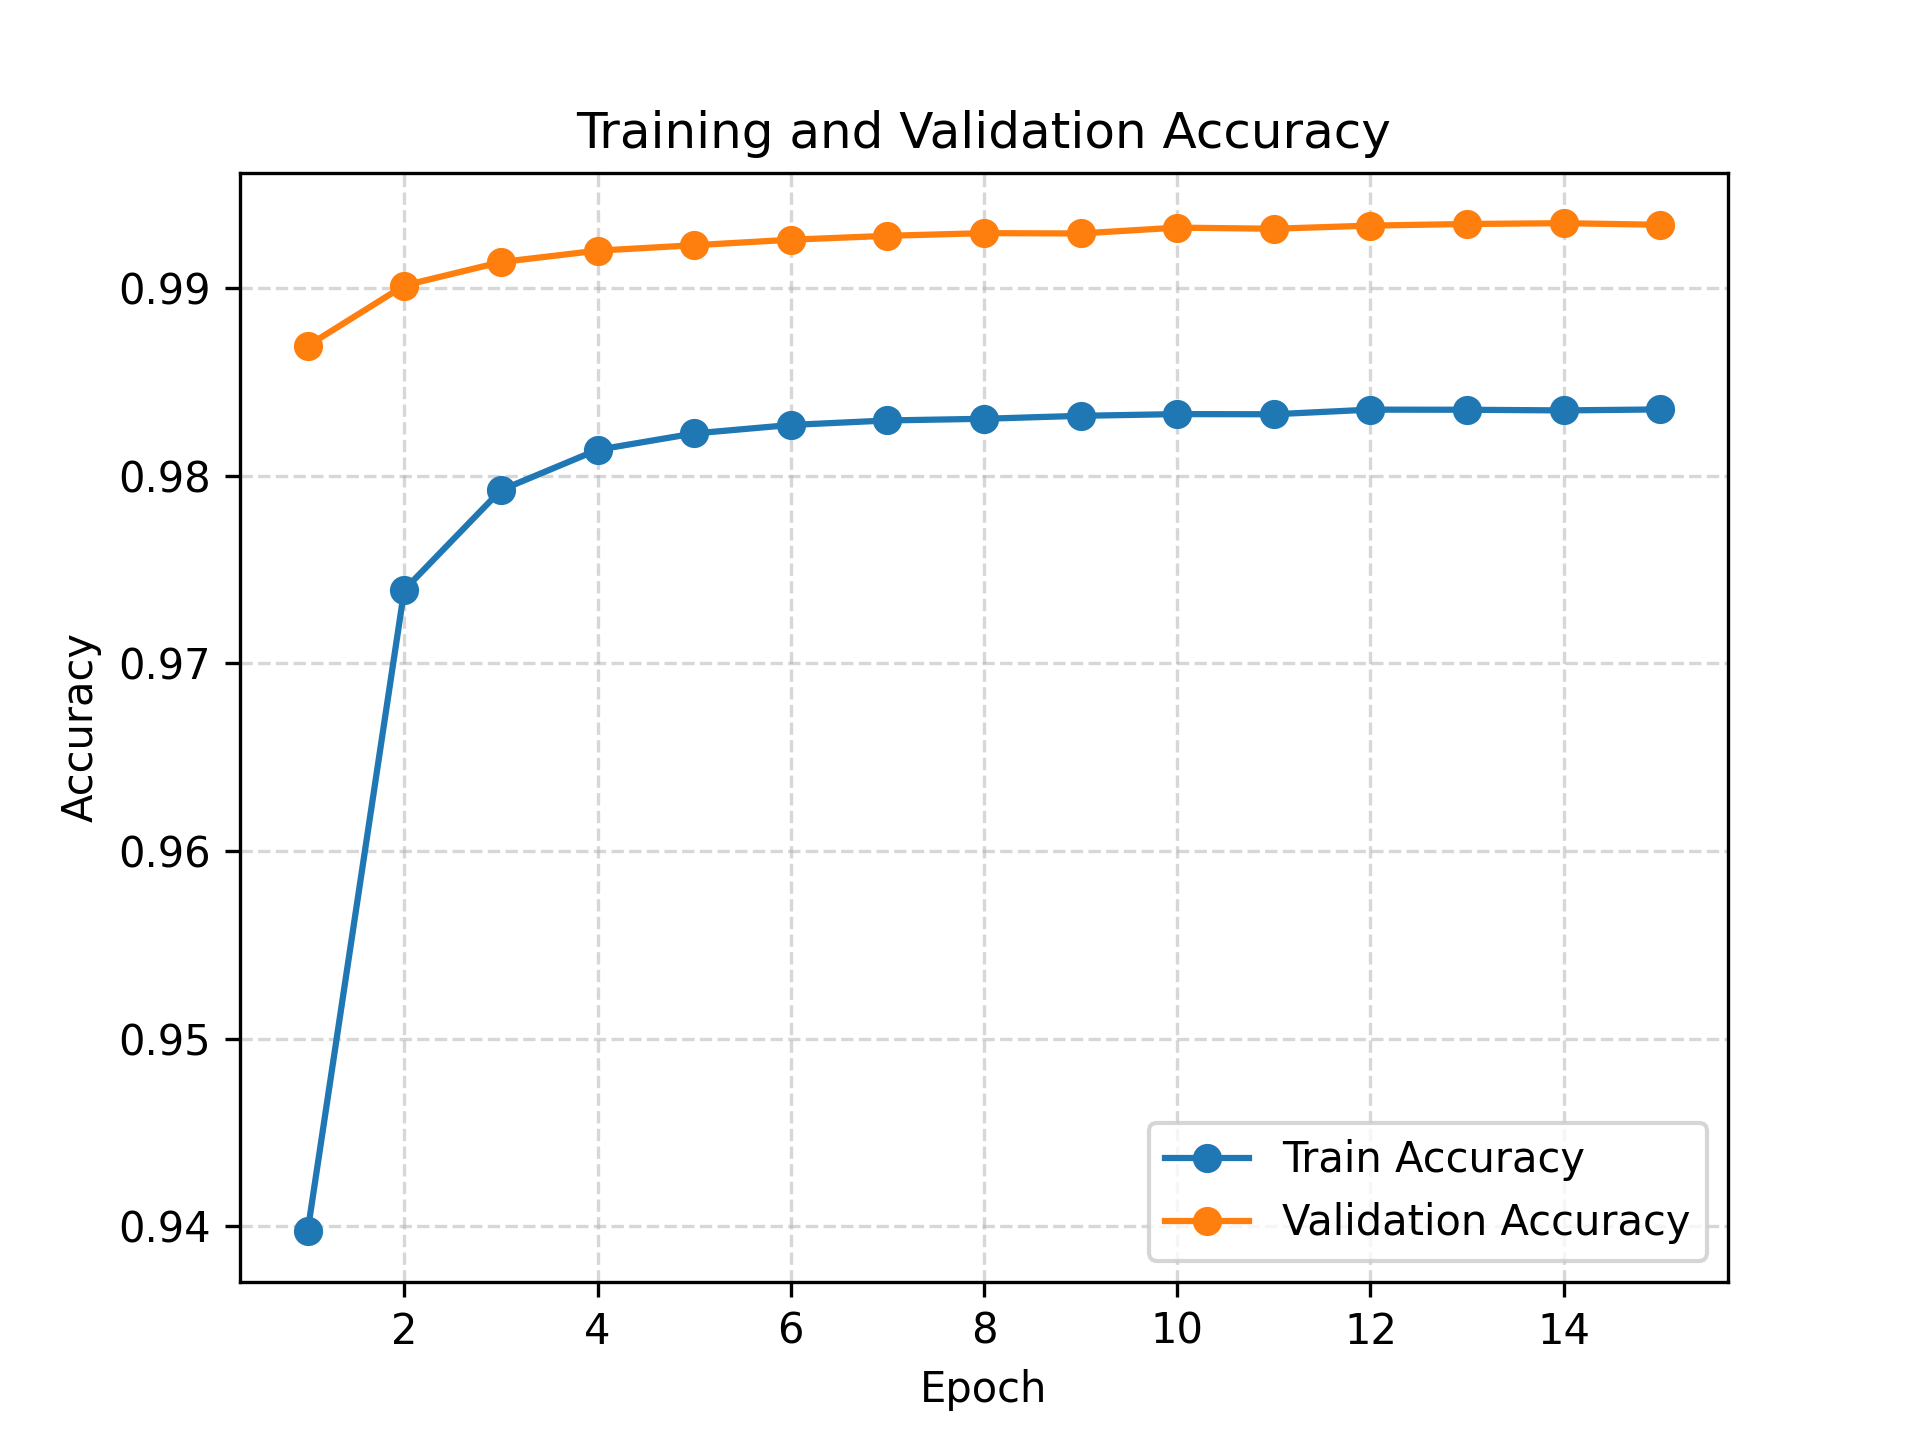 Training and Validation Accuracy
Accuracy
0.99
0.98
0.97
0.96
0.95
0.94
Train Accuracy
Validation Accuracy
2 4 6 8 10 12 14
Epoch